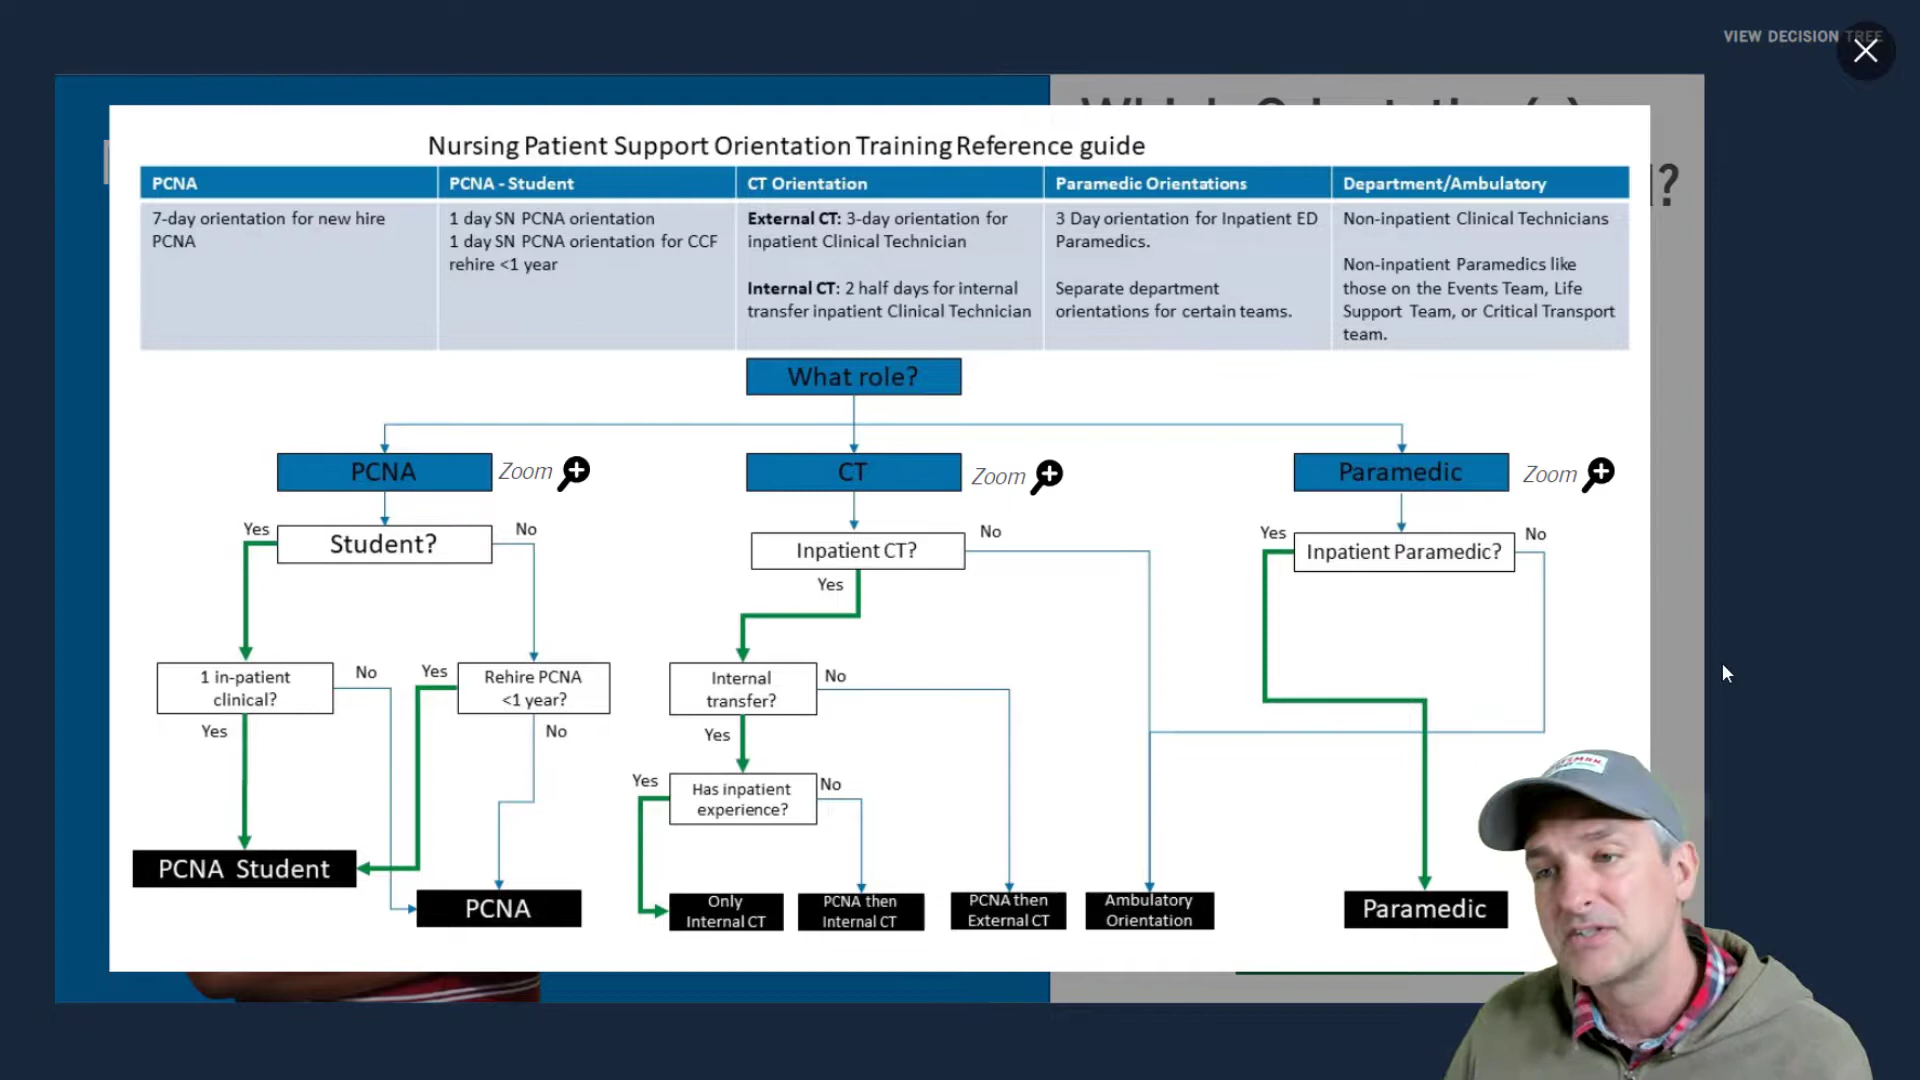 VIEW DECISION TREE
Nursing Patient Support Orientation Training Reference guide
PCNA
7-day orientation for new hire
PCNA
PCNA - Student
1 day SN PCNA orientation
1 day SN PCNA orientation for CCF
rehire <1 year
CT Orientation
External CT: 3-day orientation for
inpatient Clinical Technician
Internal CT: 2 half days for internal
transfer inpatient Clinical Technician
Paramedic Orientations
3 Day orientation for Inpatient ED
Paramedics.
Separate department
orientations for certain teams.
Department/Ambulatory
Non-inpatient Clinical Technicians
Non-inpatient Paramedics like
those on the Events Team, Life
Support Team, or Critical Transport
team.
?
What role?
PCNA
Zoom
CT
Zoom
Paramedic
Zoom
Yes
Student?
No
Inpatient CT?
No
Yes
Yes
Inpatient Paramedic?
No
1 in-patient
clinical?
No
Yes
Yes
Rehire PCNA
<1 year?
No
Internal
transfer?
No
Yes
Yes
Has inpatient
experience?
No
PCNA Student
PCNA
Only
Internal CT
PCNA then
Internal CT
PCNA then
External CT
Ambulatory
Orientation
Paramedic